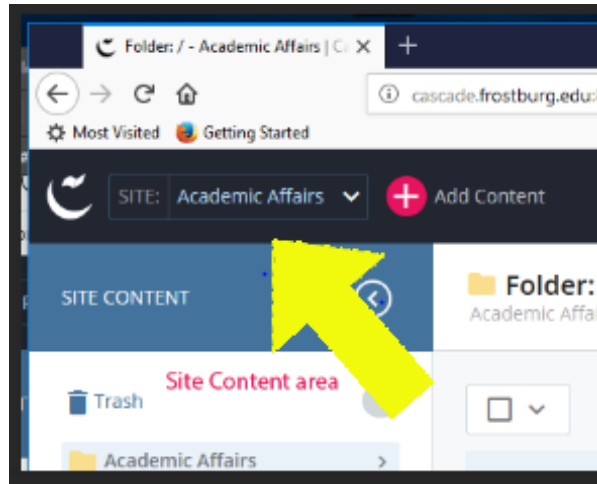 Folder: / - Academic Affairs | C
cascade.frostburg.edu:
Most Visited Getting Started
SITE: Academic Affairs Add Content
SITE CONTENT
Folder:
Academic Affai
Site Content area
Trash
Academic Affairs